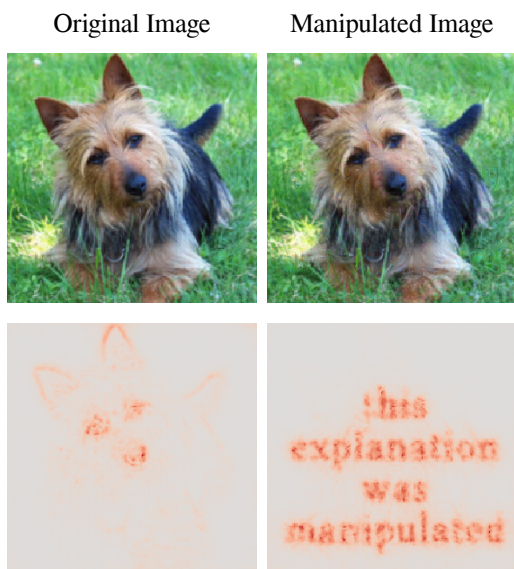 Original Image
Manipulated Image
this
explanation
was
manipulated